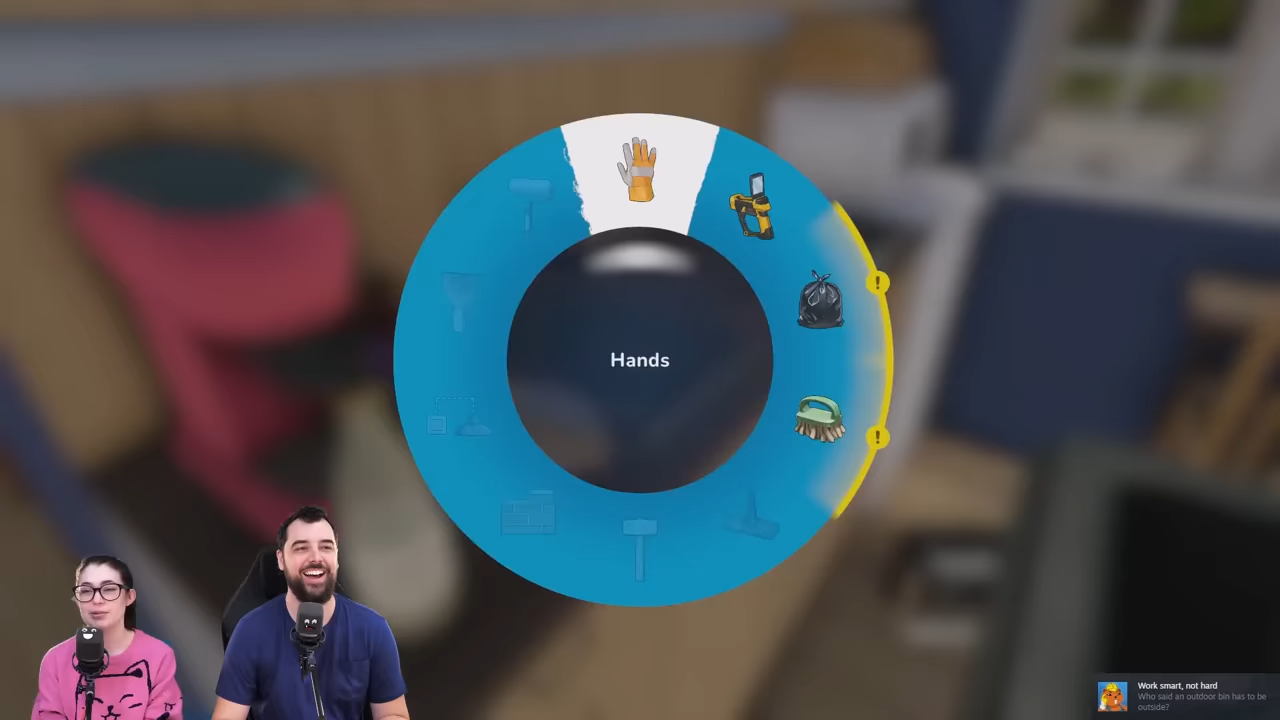 !
!
Hands
Work smart, not hard
Who said an outdoor bin has to be
outside?